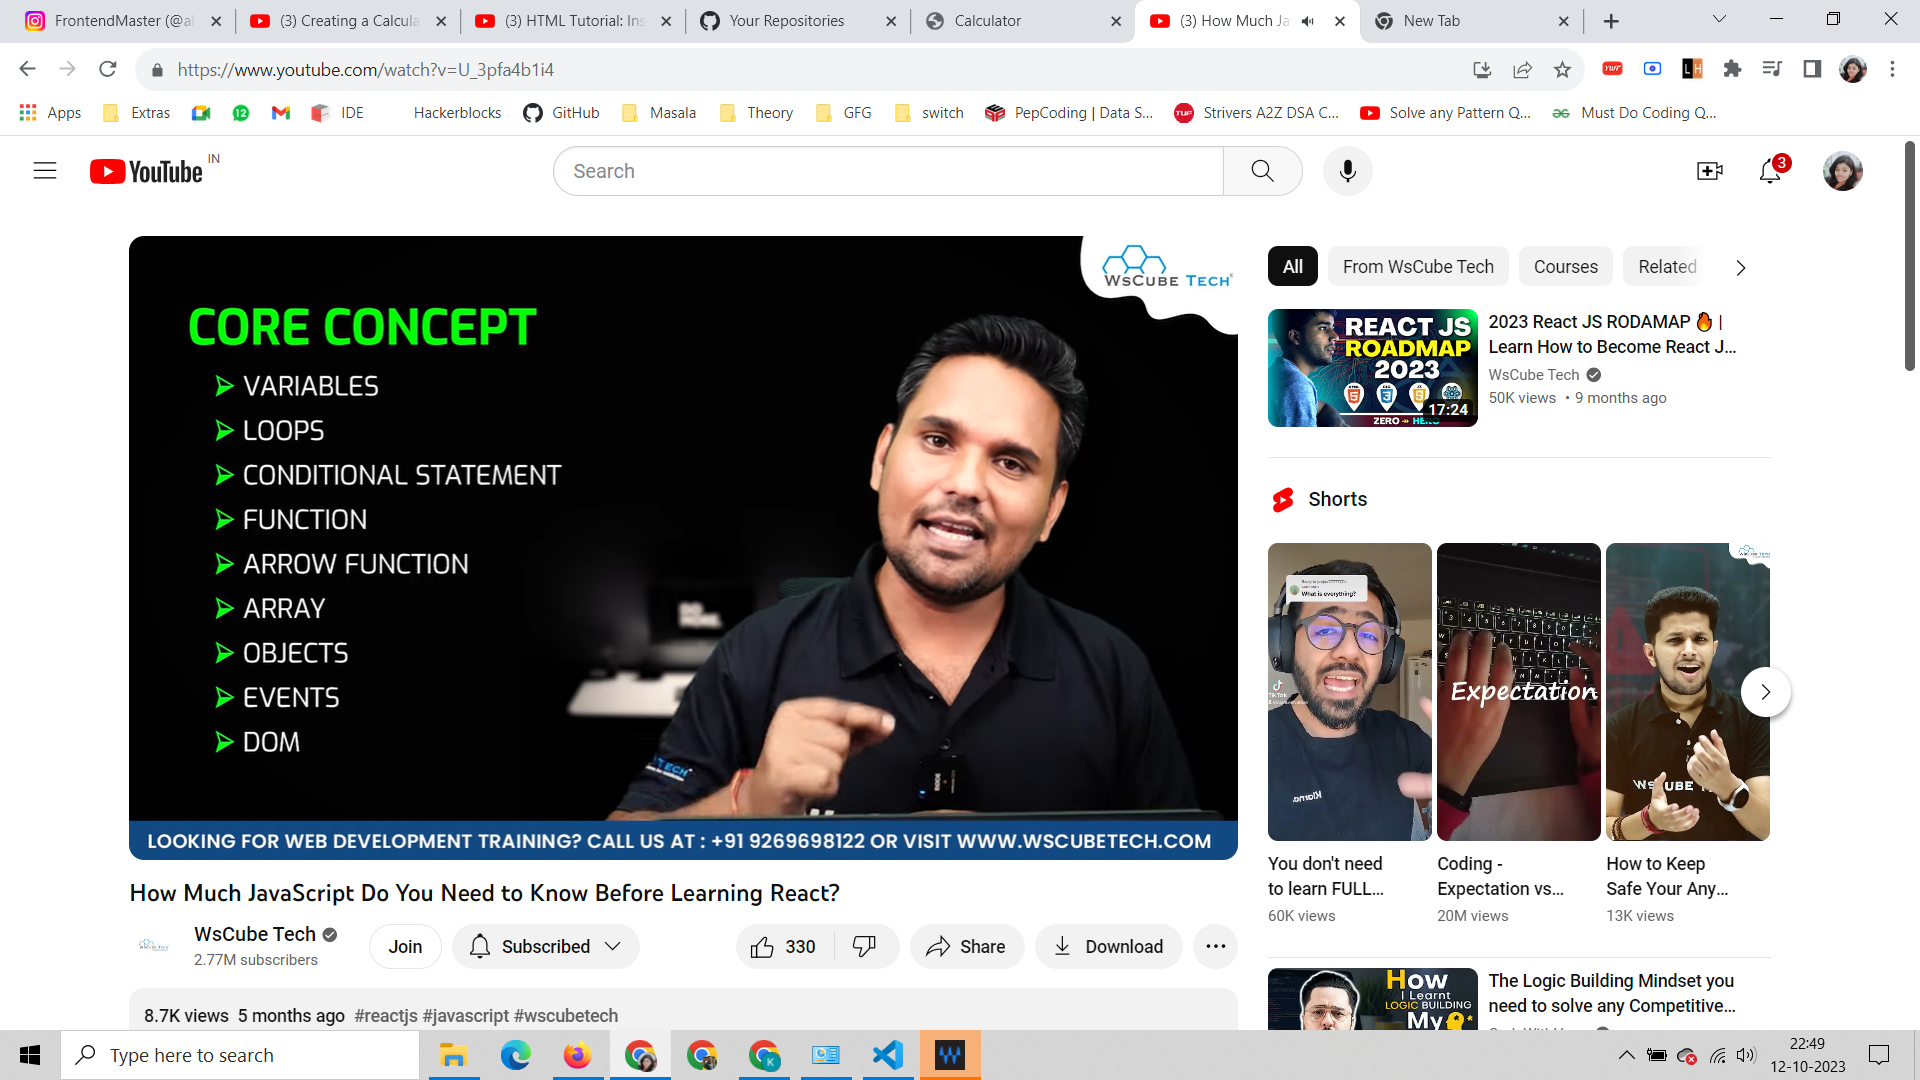 FrontendMaster (@al
(3) Creating a Calcula
(3) HTML Tutorial: Ins
Your Repositories
Calculator
(3) How Much Ja
New Tab
https://www.youtube.com/watch?v=U_3pfa4b1i4
Apps
Extras
12
IDE
Hackerblocks
GitHub
Masala
Theory
GFG
switch
PepCoding | Data S...
Strivers A2Z DSA C...
Solve any Pattern Q...
Must Do Coding Q...
YouTube IN
Search
3
WsCube Tech
CORE CONCEPT
VARIABLES
LOOPS
CONDITIONAL STATEMENT
FUNCTION
ARROW FUNCTION
ARRAY
OBJECTS
EVENTS
DOM
LOOKING FOR WEB DEVELOPMENT TRAINING? CALL US AT : +91 9269698122 OR VISIT WWW.WSCUBETECH.COM
How Much JavaScript Do You Need to Know Before Learning React?
WsCube Tech
2.77M subscribers
Join
Subscribed
330
Share
Download
8.7K views 5 months ago #reactjs #javascript #wscubetech
All
From WsCube Tech
Courses
Related
REACT JS
ROADMAP
2023
17:24
ZERO HERO
2023 React JS RODAMAP 🔥 |
Learn How to Become React J...
WsCube Tech
50K views • 9 months ago
Shorts
What is everything?
TikTok
Klarna.
Expectation
WSCUBE
You don't need
to learn FULL...
60K views
Coding -
Expectation vs...
20M views
How to Keep
Safe Your Any...
13K views
HOW
I Learnt
LOGIC BUILDING
My
The Logic Building Mindset you
need to solve any Competitive...
Type here to search
22:49
12-10-2023